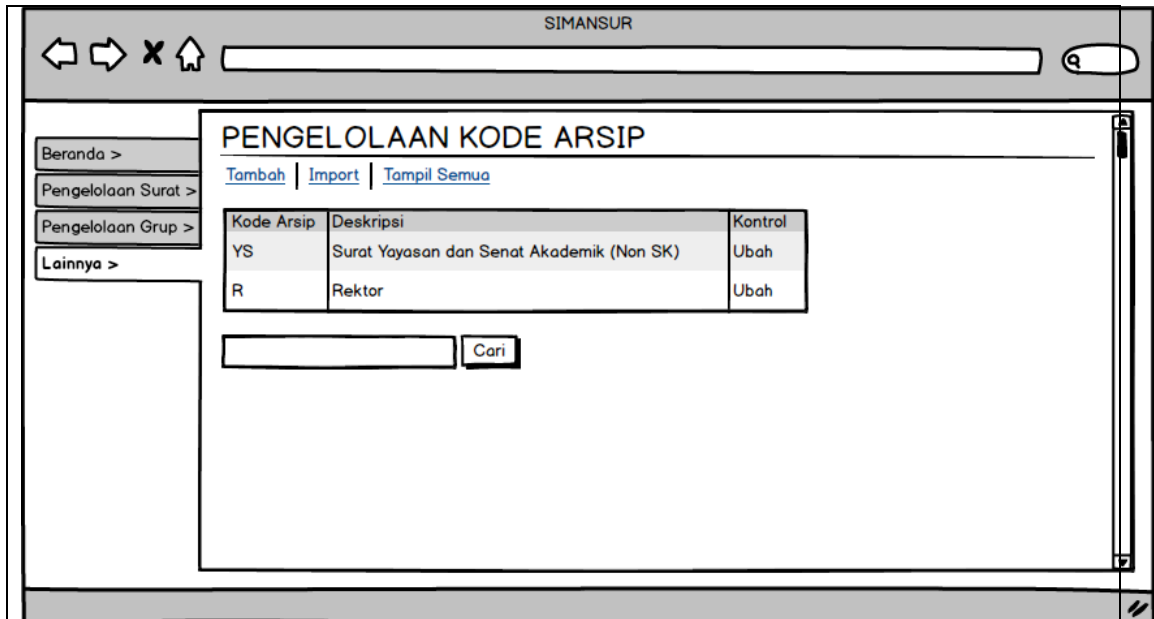 SIMANSUR
Beranda >
Pengelolaan Surat >
Pengelolaan Grup >
Lainnya >
PENGELOLAAN KODE ARSIP
Tambah Import Tampil Semua
Kode Arsip Deskripsi Kontrol
YS Surat Yayasan dan Senat Akademik (Non SK) Ubah
R Rektor Ubah
Cari